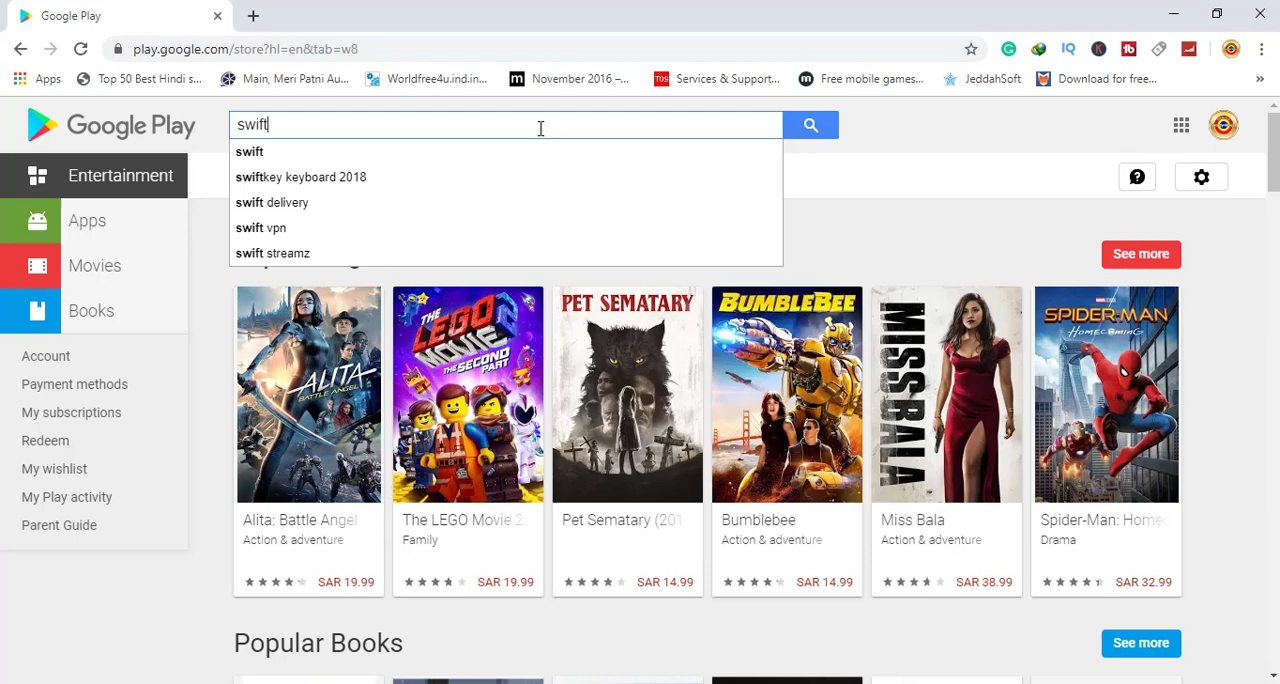 Google Play
play.google.com/store?hl=en&tab=w8
Apps
Top 50 Best Hindi s...
Main, Meri Patni Au...
Worldfree4u.ind.in...
November 2016 –...
TOS
Services & Support...
Free mobile games...
JeddahSoft
Download for free...
Google Play
swift
swift
swiftkey keyboard 2018
swift delivery
swift vpn
swift streamz
Entertainment
Apps
Movies
Books
Account
Payment methods
My subscriptions
Redeem
My wishlist
My Play activity
Parent Guide
See more
ALITA
BATTLE ANGEL
THE LEGO MOVIE 2
THE SECOND PART
PET SEMATARY
BUMBLEBEE
MISS BALA
SPIDER-MAN
HOMECOMING
Alita: Battle Angel
Action & adventure
SAR 19.99
The LEGO Movie 2:
Family
SAR 19.99
Pet Sematary (201
SAR 14.99
Bumblebee
Action & adventure
SAR 14.99
Miss Bala
Action & adventure
SAR 38.99
Spider-Man: Homec
Drama
SAR 32.99
Popular Books
See more